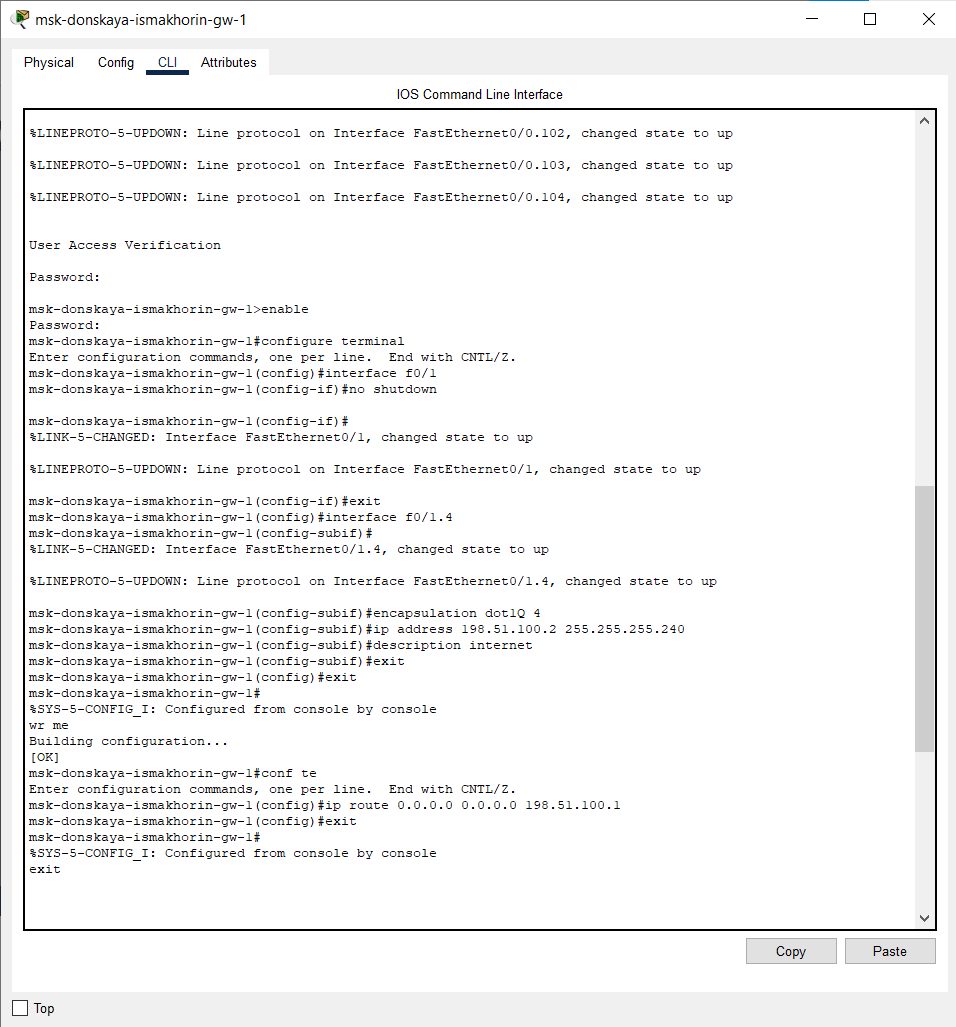 msk-donskaya-ismakhorin-gw-1
Physical Config CLI Attributes
IOS Command Line Interface
%LINEPROTO-5-UPDOWN: Line protocol on Interface FastEthernet0/0.102, changed state to up
%LINEPROTO-5-UPDOWN: Line protocol on Interface FastEthernet0/0.103, changed state to up
%LINEPROTO-5-UPDOWN: Line protocol on Interface FastEthernet0/0.104, changed state to up
User Access Verification
Password:
msk-donskaya-ismakhorin-gw-1>enable
Password:
msk-donskaya-ismakhorin-gw-1#configure terminal
Enter configuration commands, one per line.  End with CNTL/Z.
msk-donskaya-ismakhorin-gw-1(config)#interface f0/1
msk-donskaya-ismakhorin-gw-1(config-if)#no shutdown
msk-donskaya-ismakhorin-gw-1(config-if)#
%LINK-5-CHANGED: Interface FastEthernet0/1, changed state to up
%LINEPROTO-5-UPDOWN: Line protocol on Interface FastEthernet0/1, changed state to up
msk-donskaya-ismakhorin-gw-1(config-if)#exit
msk-donskaya-ismakhorin-gw-1(config)#interface f0/1.4
msk-donskaya-ismakhorin-gw-1(config-subif)#
%LINK-5-CHANGED: Interface FastEthernet0/1.4, changed state to up
%LINEPROTO-5-UPDOWN: Line protocol on Interface FastEthernet0/1.4, changed state to up
msk-donskaya-ismakhorin-gw-1(config-subif)#encapsulation dot1Q 4
msk-donskaya-ismakhorin-gw-1(config-subif)#ip address 198.51.100.2 255.255.255.240
msk-donskaya-ismakhorin-gw-1(config-subif)#description internet
msk-donskaya-ismakhorin-gw-1(config-subif)#exit
msk-donskaya-ismakhorin-gw-1(config)#exit
msk-donskaya-ismakhorin-gw-1#
%SYS-5-CONFIG_I: Configured from console by console
wr me
Building configuration...
[OK]
msk-donskaya-ismakhorin-gw-1#conf te
Enter configuration commands, one per line.  End with CNTL/Z.
msk-donskaya-ismakhorin-gw-1(config)#ip route 0.0.0.0 0.0.0.0 198.51.100.1
msk-donskaya-ismakhorin-gw-1(config)#exit
msk-donskaya-ismakhorin-gw-1#
%SYS-5-CONFIG_I: Configured from console by console
exit
Copy Paste
Top